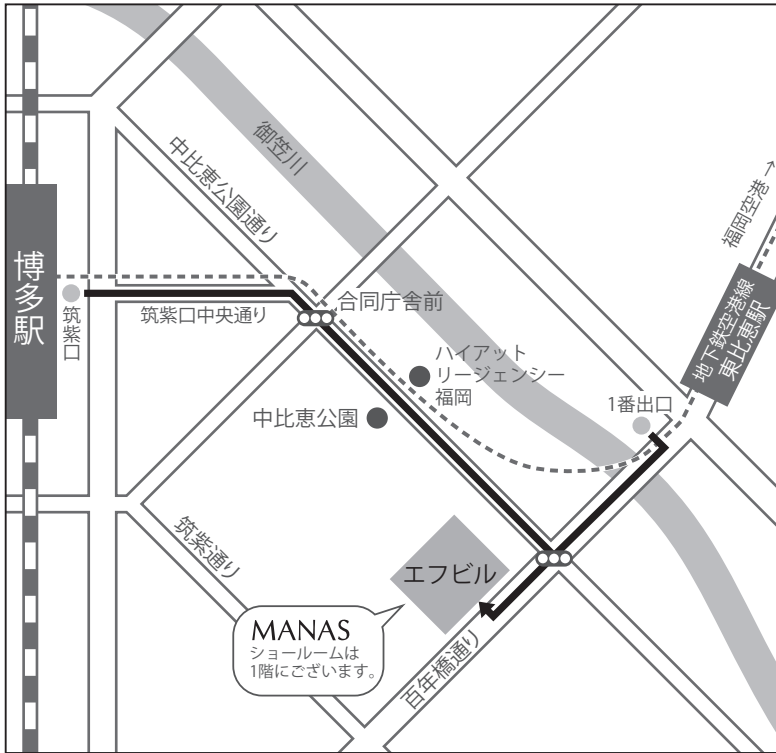 御笠川
中比恵公園通り
福岡空港→
博多駅
筑紫口
筑紫口中央通り
合同庁舎前
地下鉄空港線
東比恵駅
ハイアット
リージェンシー
福岡
1番出口
中比恵公園
筑紫通り
エフビル
MANAS
ショールームは
1階にございます。
百年橋通り